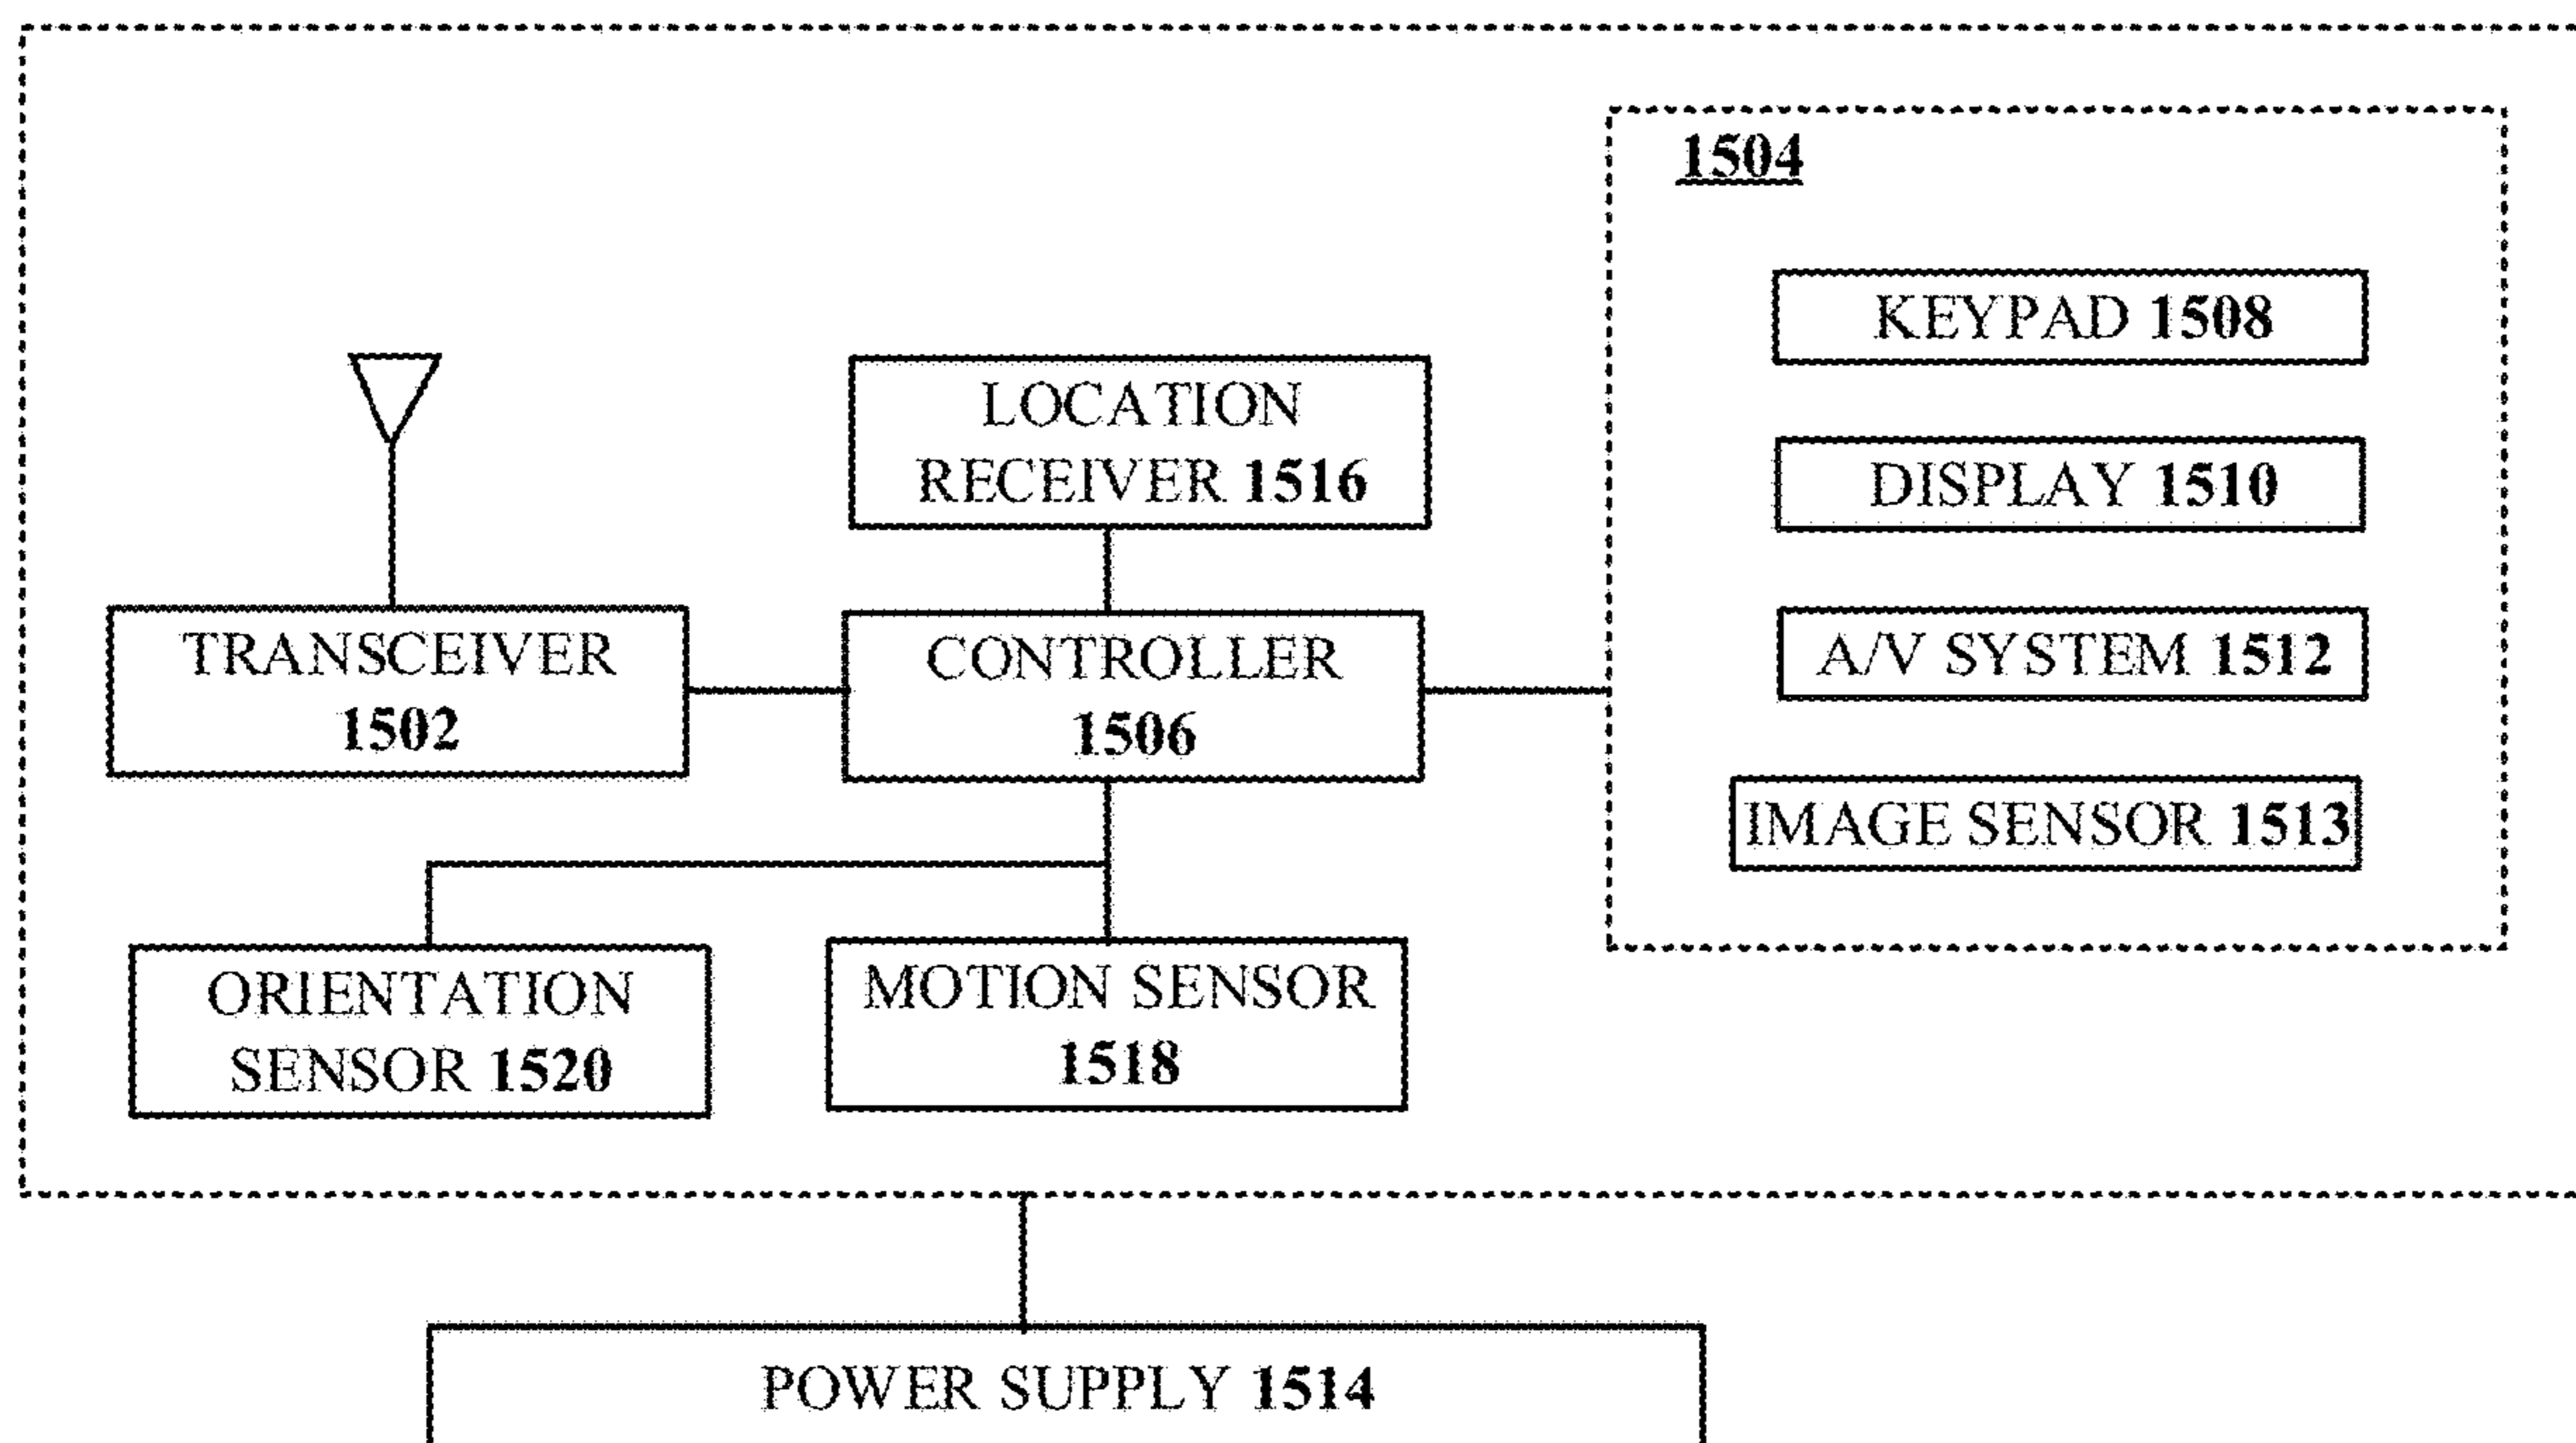 1504
KEYPAD 1508
LOCATION
RECEIVER 1516
DISPLAY 1510
TRANSCEIVER
1502
CONTROLLER
1506
A/V SYSTEM 1512
IMAGE SENSOR 1513
ORIENTATION
SENSOR 1520
MOTION SENSOR
1518
POWER SUPPLY 1514